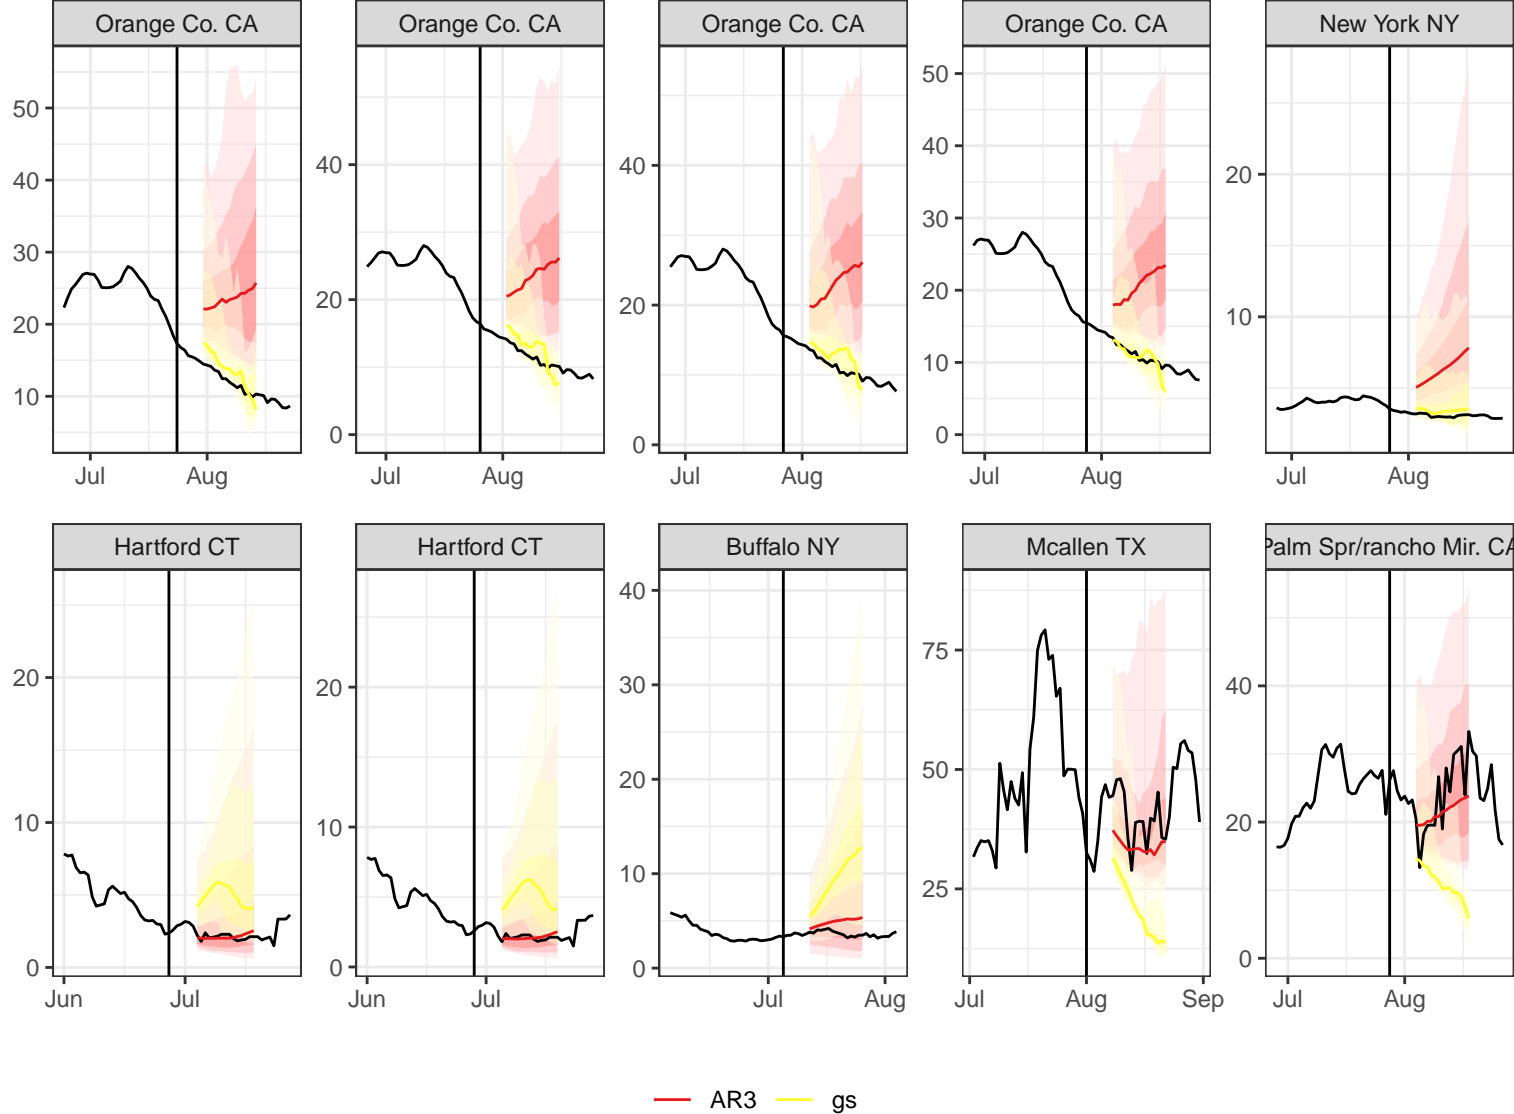 Orange Co. CA
Orange Co. CA
Orange Co. CA
Orange Co. CA
New York NY
50
40
30
20
10
Jul
Aug
40
20
0
Jul
Aug
40
20
0
Jul
Aug
50
40
30
20
10
0
Jul
Aug
20
10
Jul
Aug
Hartford CT
Hartford CT
Buffalo NY
Mcallen TX
Palm Spr/rancho Mir. CA
20
10
0
Jun
Jul
20
10
0
Jun
Jul
40
30
20
10
0
Jul
Aug
75
50
25
Jul
Aug
Sep
40
20
0
Jul
Aug
AR3
gs